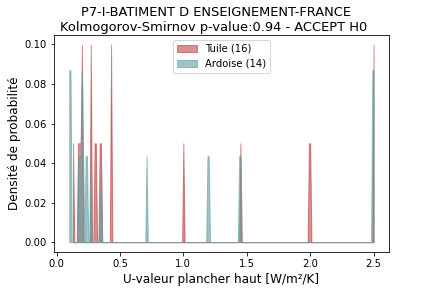 P7-I-BATIMENT D ENSEIGNEMENT-FRANCE
Kolmogorov-Smirnov p-value:0.94 - ACCEPT H0
Tuile (16)
Ardoise (14)
Densité de probabilité
0.10
0.08
0.06
0.04
0.02
0.00
0.0 0.5 1.0 1.5 2.0 2.5
U-valeur plancher haut [W/m²/K]